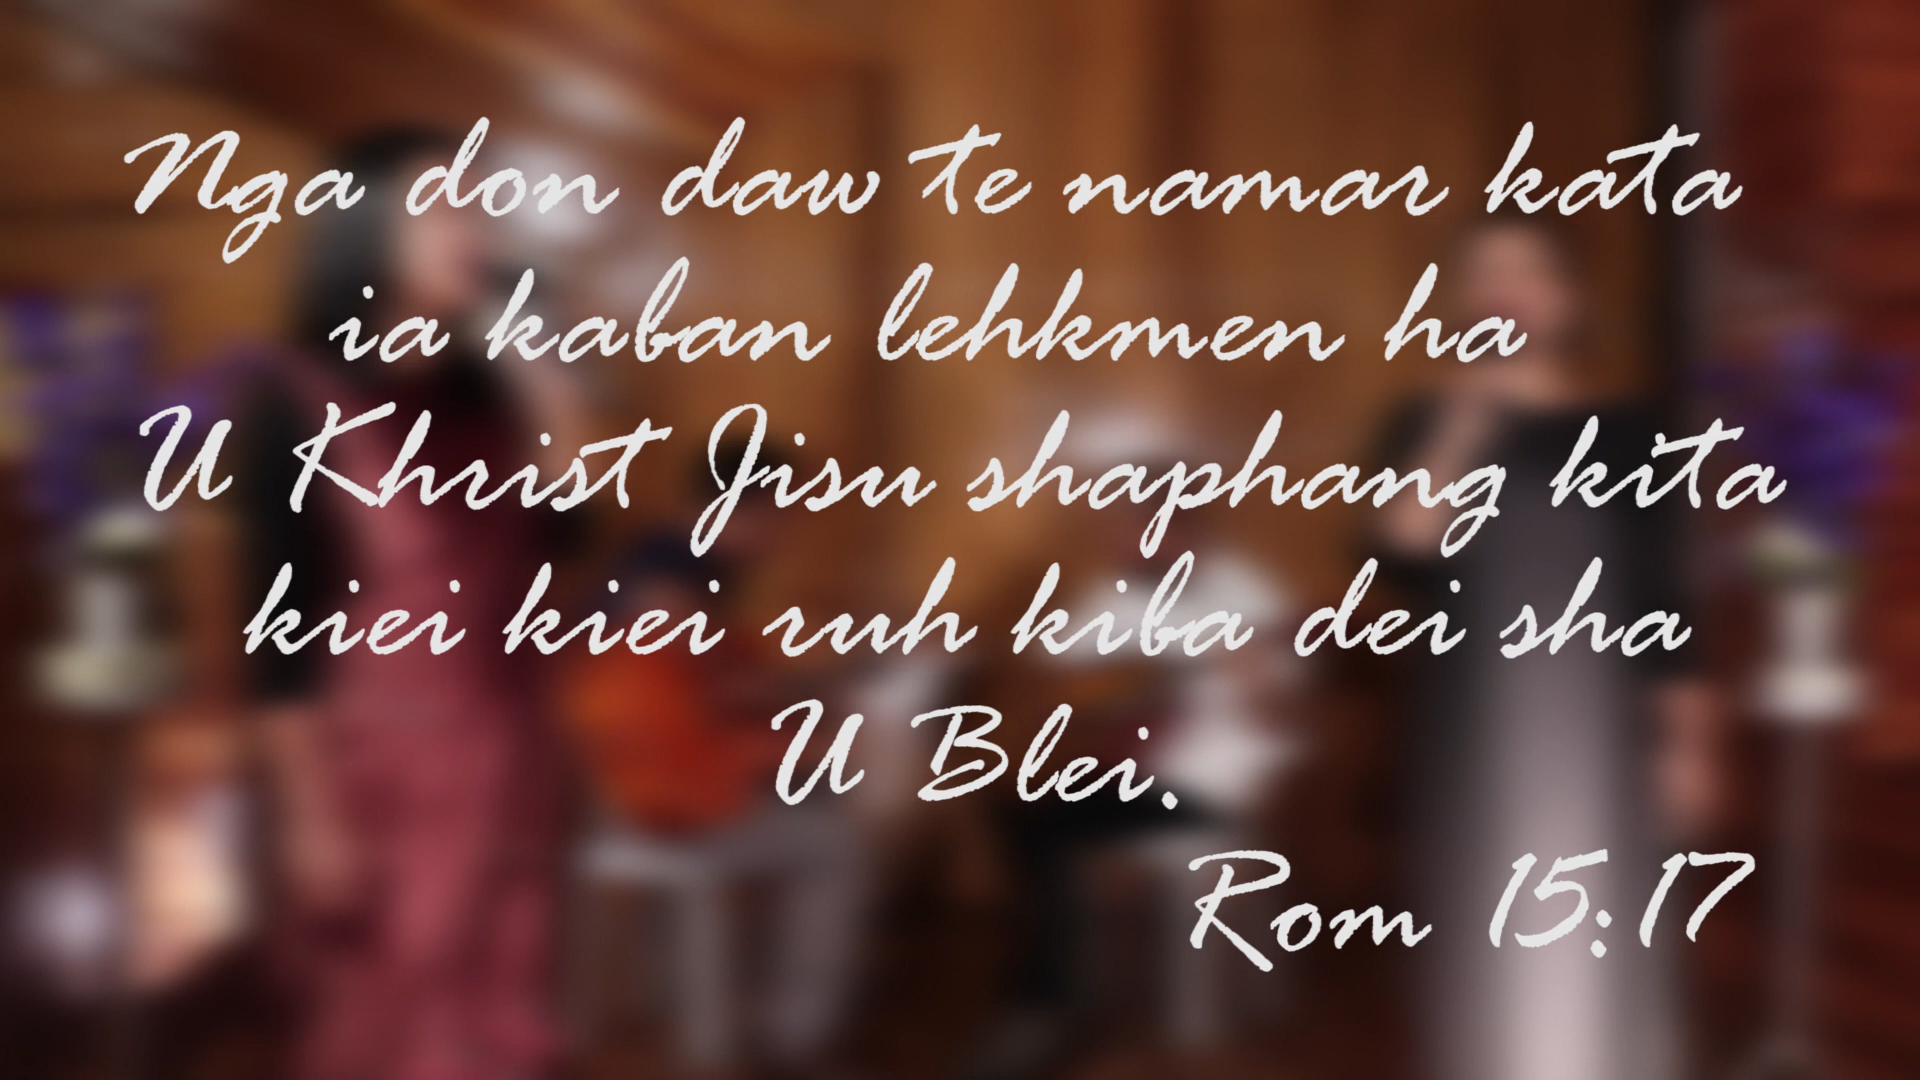 Nga don daw te namar kata
ia kaban lehkmen ha
U Khrist Jisu shaphang kita
kiei kiei ruh kiba dei sha
U Blei.
Rom 15:17